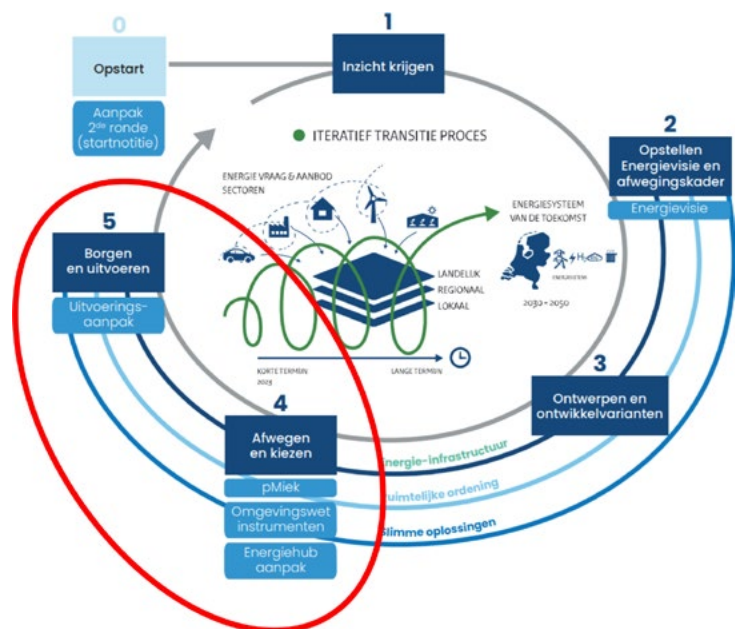 0
Opstart
Aanpak
2de ronde
(startnotitie)
1
Inzicht krijgen
2
Opstellen
Energievisie en
afwegingskader
Energievisie
ITERATIEF TRANSITIE PROCES
ENERGIE VRAAG & AANBOD
SECTOREN
ENERGIESYSTEEM
VAN DE TOEKOMST
H2
2030 - 2050
LANDELIJK
REGIONAAL
LOKAAL
KORTE TERMIJN
2023
LANGE TERMIJN
3
Ontwerpen en
ontwikkelvarianten
4
Afwegen
en kiezen
pMiek
Omgevingswet
instrumenten
Energiehub
aanpak
5
Borgen
en uitvoeren
Uitvoerings-
aanpak
Energie-infrastructuur
Ruimtelijke ordening
Slimme oplossingen